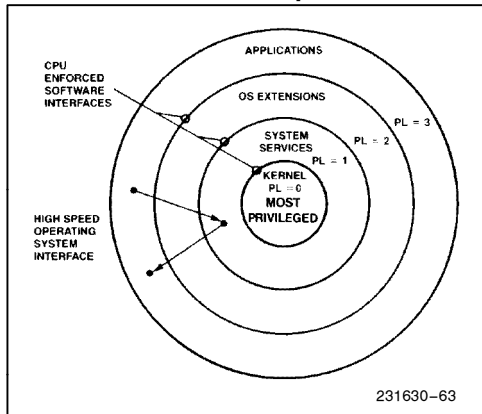 APPLICATIONS
CPU
ENFORCED
SOFTWARE
INTERFACES
OS EXTENSIONS
PL = 3
SYSTEM
SERVICES
PL = 2
PL = 1
KERNEL
PL = 0
MOST
PRIVILEGED
HIGH SPEED
OPERATING
SYSTEM
INTERFACE
231630–63